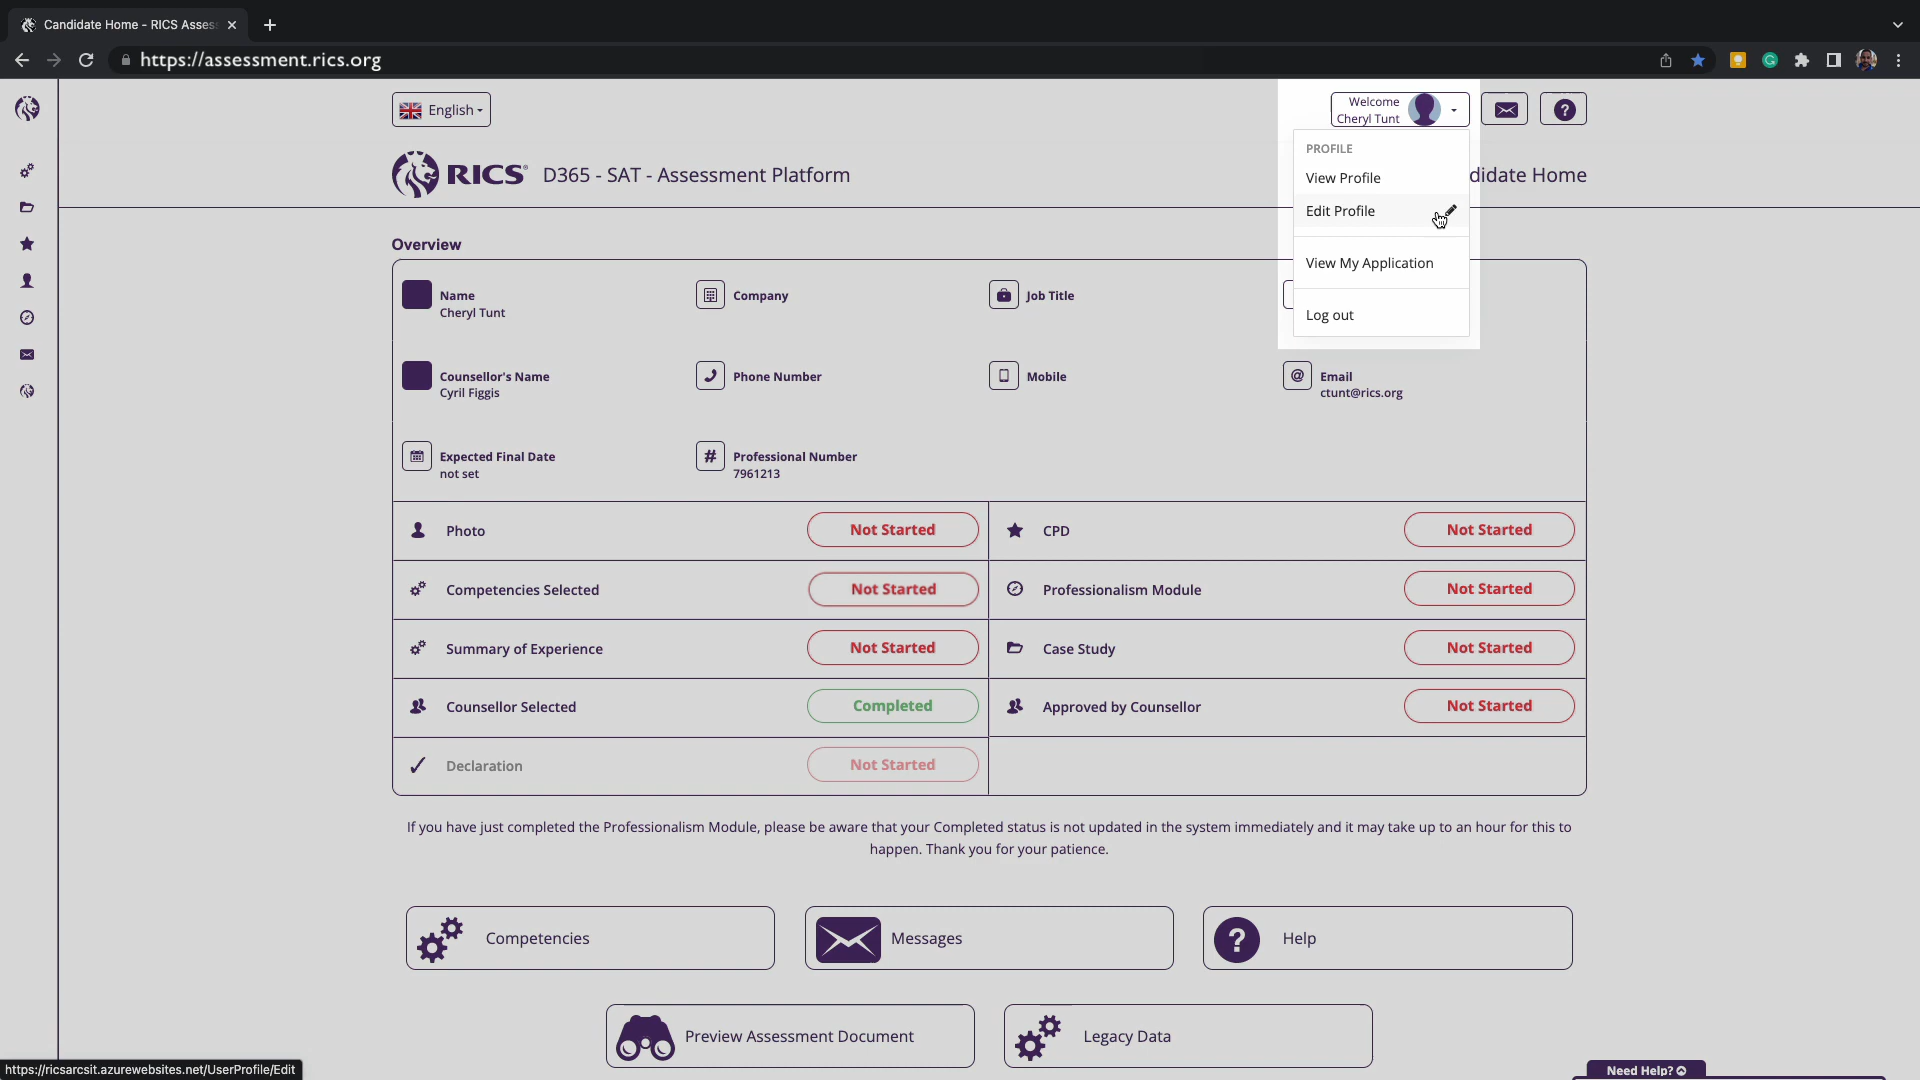 Candidate Home - RICS Asses
https://assessment.rics.org
English
Welcome
Cheryl Tunt
PROFILE
View Profile
Edit Profile
View My Application
Log out
RICS D365 - SAT - Assessment Platform
didate Home
Overview
Name
Cheryl Tunt
Company
Job Title
Counsellor's Name
Cyril Figgis
Phone Number
Mobile
Email
ctunt@rics.org
Expected Final Date
not set
Professional Number
7961213
Photo Not Started
CPD Not Started
Competencies Selected Not Started
Professionalism Module Not Started
Summary of Experience Not Started
Case Study Not Started
Counsellor Selected Completed
Approved by Counsellor Not Started
Declaration Not Started
If you have just completed the Professionalism Module, please be aware that your Completed status is not updated in the system immediately and it may take up to an hour for this to
happen. Thank you for your patience.
Competencies
Messages
Help
Preview Assessment Document
Legacy Data
https://ricsarcsit.azurewebsites.net/UserProfile/Edit
Need Help?